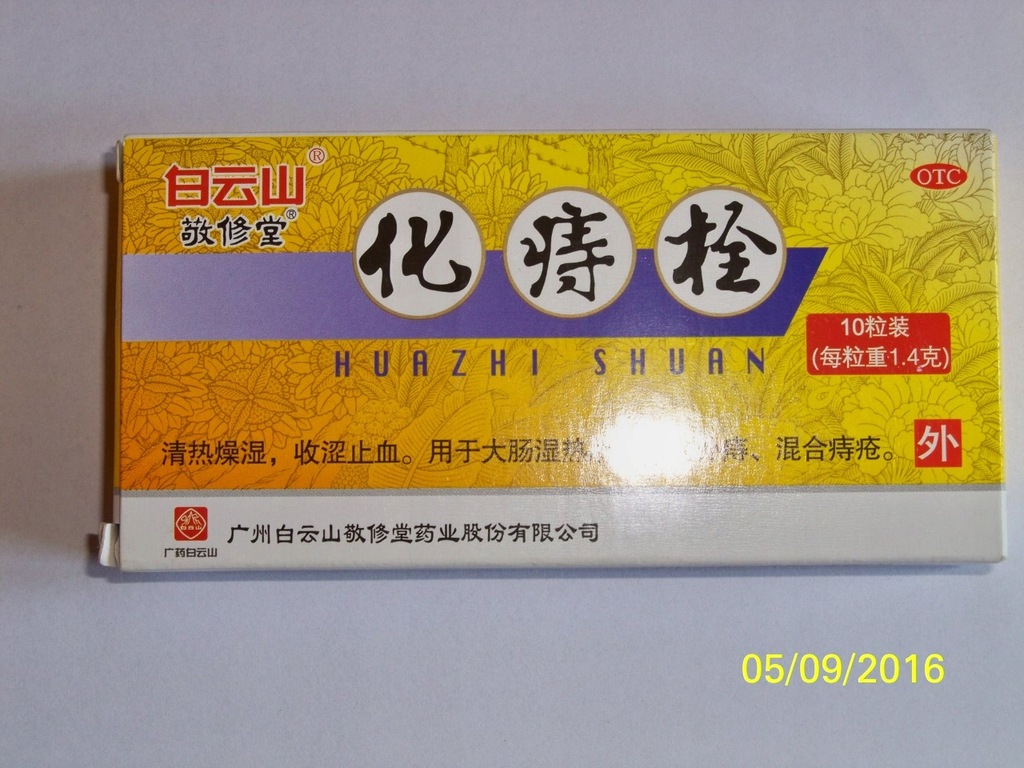 白云山®
OTC
敬修堂®
化痔栓
HUAZHI SHUAN
10粒装
(每粒重1.4克)
清热燥湿，收涩止血。用于大肠湿热 痔、混合痔疮。
外
白云山
广药白云山
广州白云山敬修堂药业股份有限公司
05/09/2016